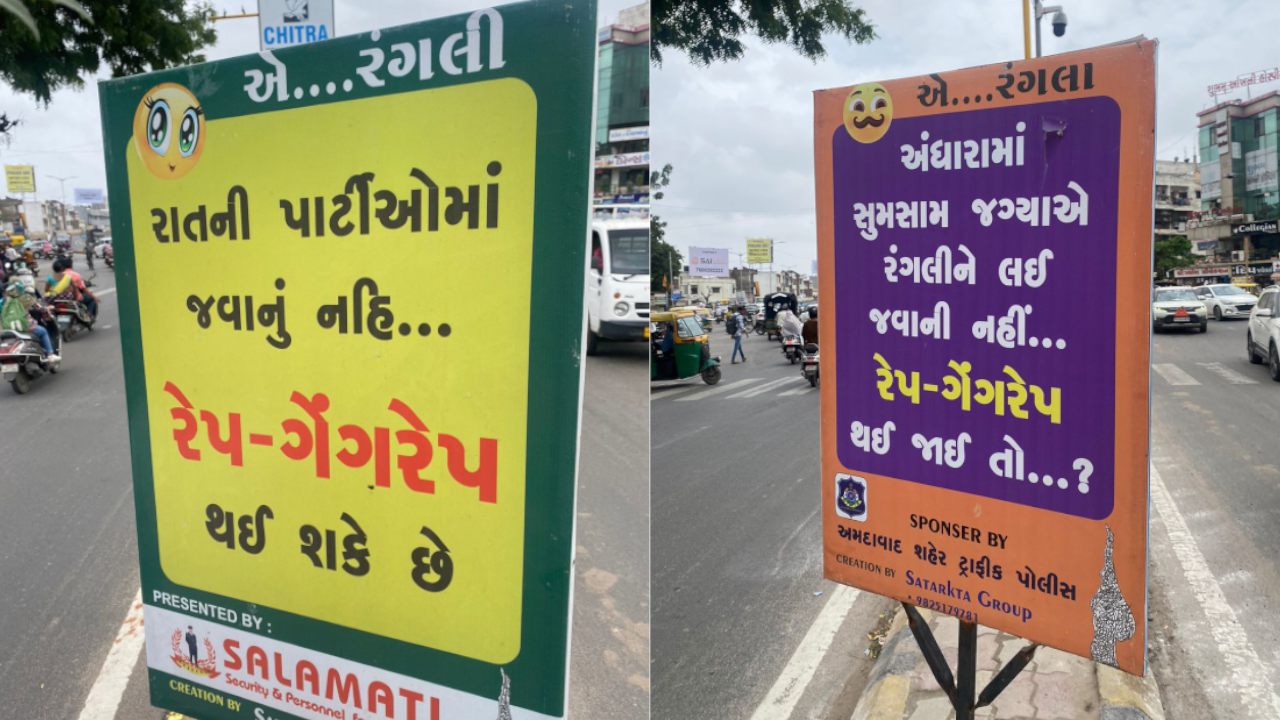 CHITRA
એ....રંગલી
રાતની પાર્ટીઓમાં
જવાનું નહિ...
રેપ-ગેંગરેપ
થઈ શકે છે
PRESENTED BY :
SALAMATI
Security & Personnel
CREATION BY
એ....રંગલા
અંધારામાં
સુમસામ જગ્યાએ
રંગલીને લઈ
જવાની નહીં...
રેપ-ગેંગરેપ
થઈ જાઈ તો...?
SPONSER BY
અમદાવાદ શહેર ટ્રાફીક પોલીસ
CREATION BY SATARKTA GROUP
• 9825179781